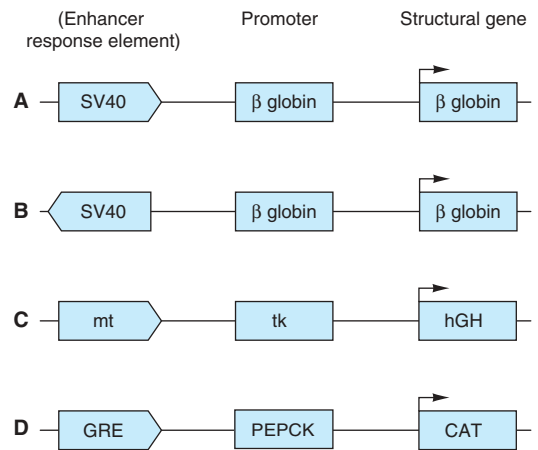 (Enhancer response element) Promoter Structural gene
A SV40 β globin β globin
B SV40 β globin β globin
C mt tk hGH
D GRE PEPCK CAT